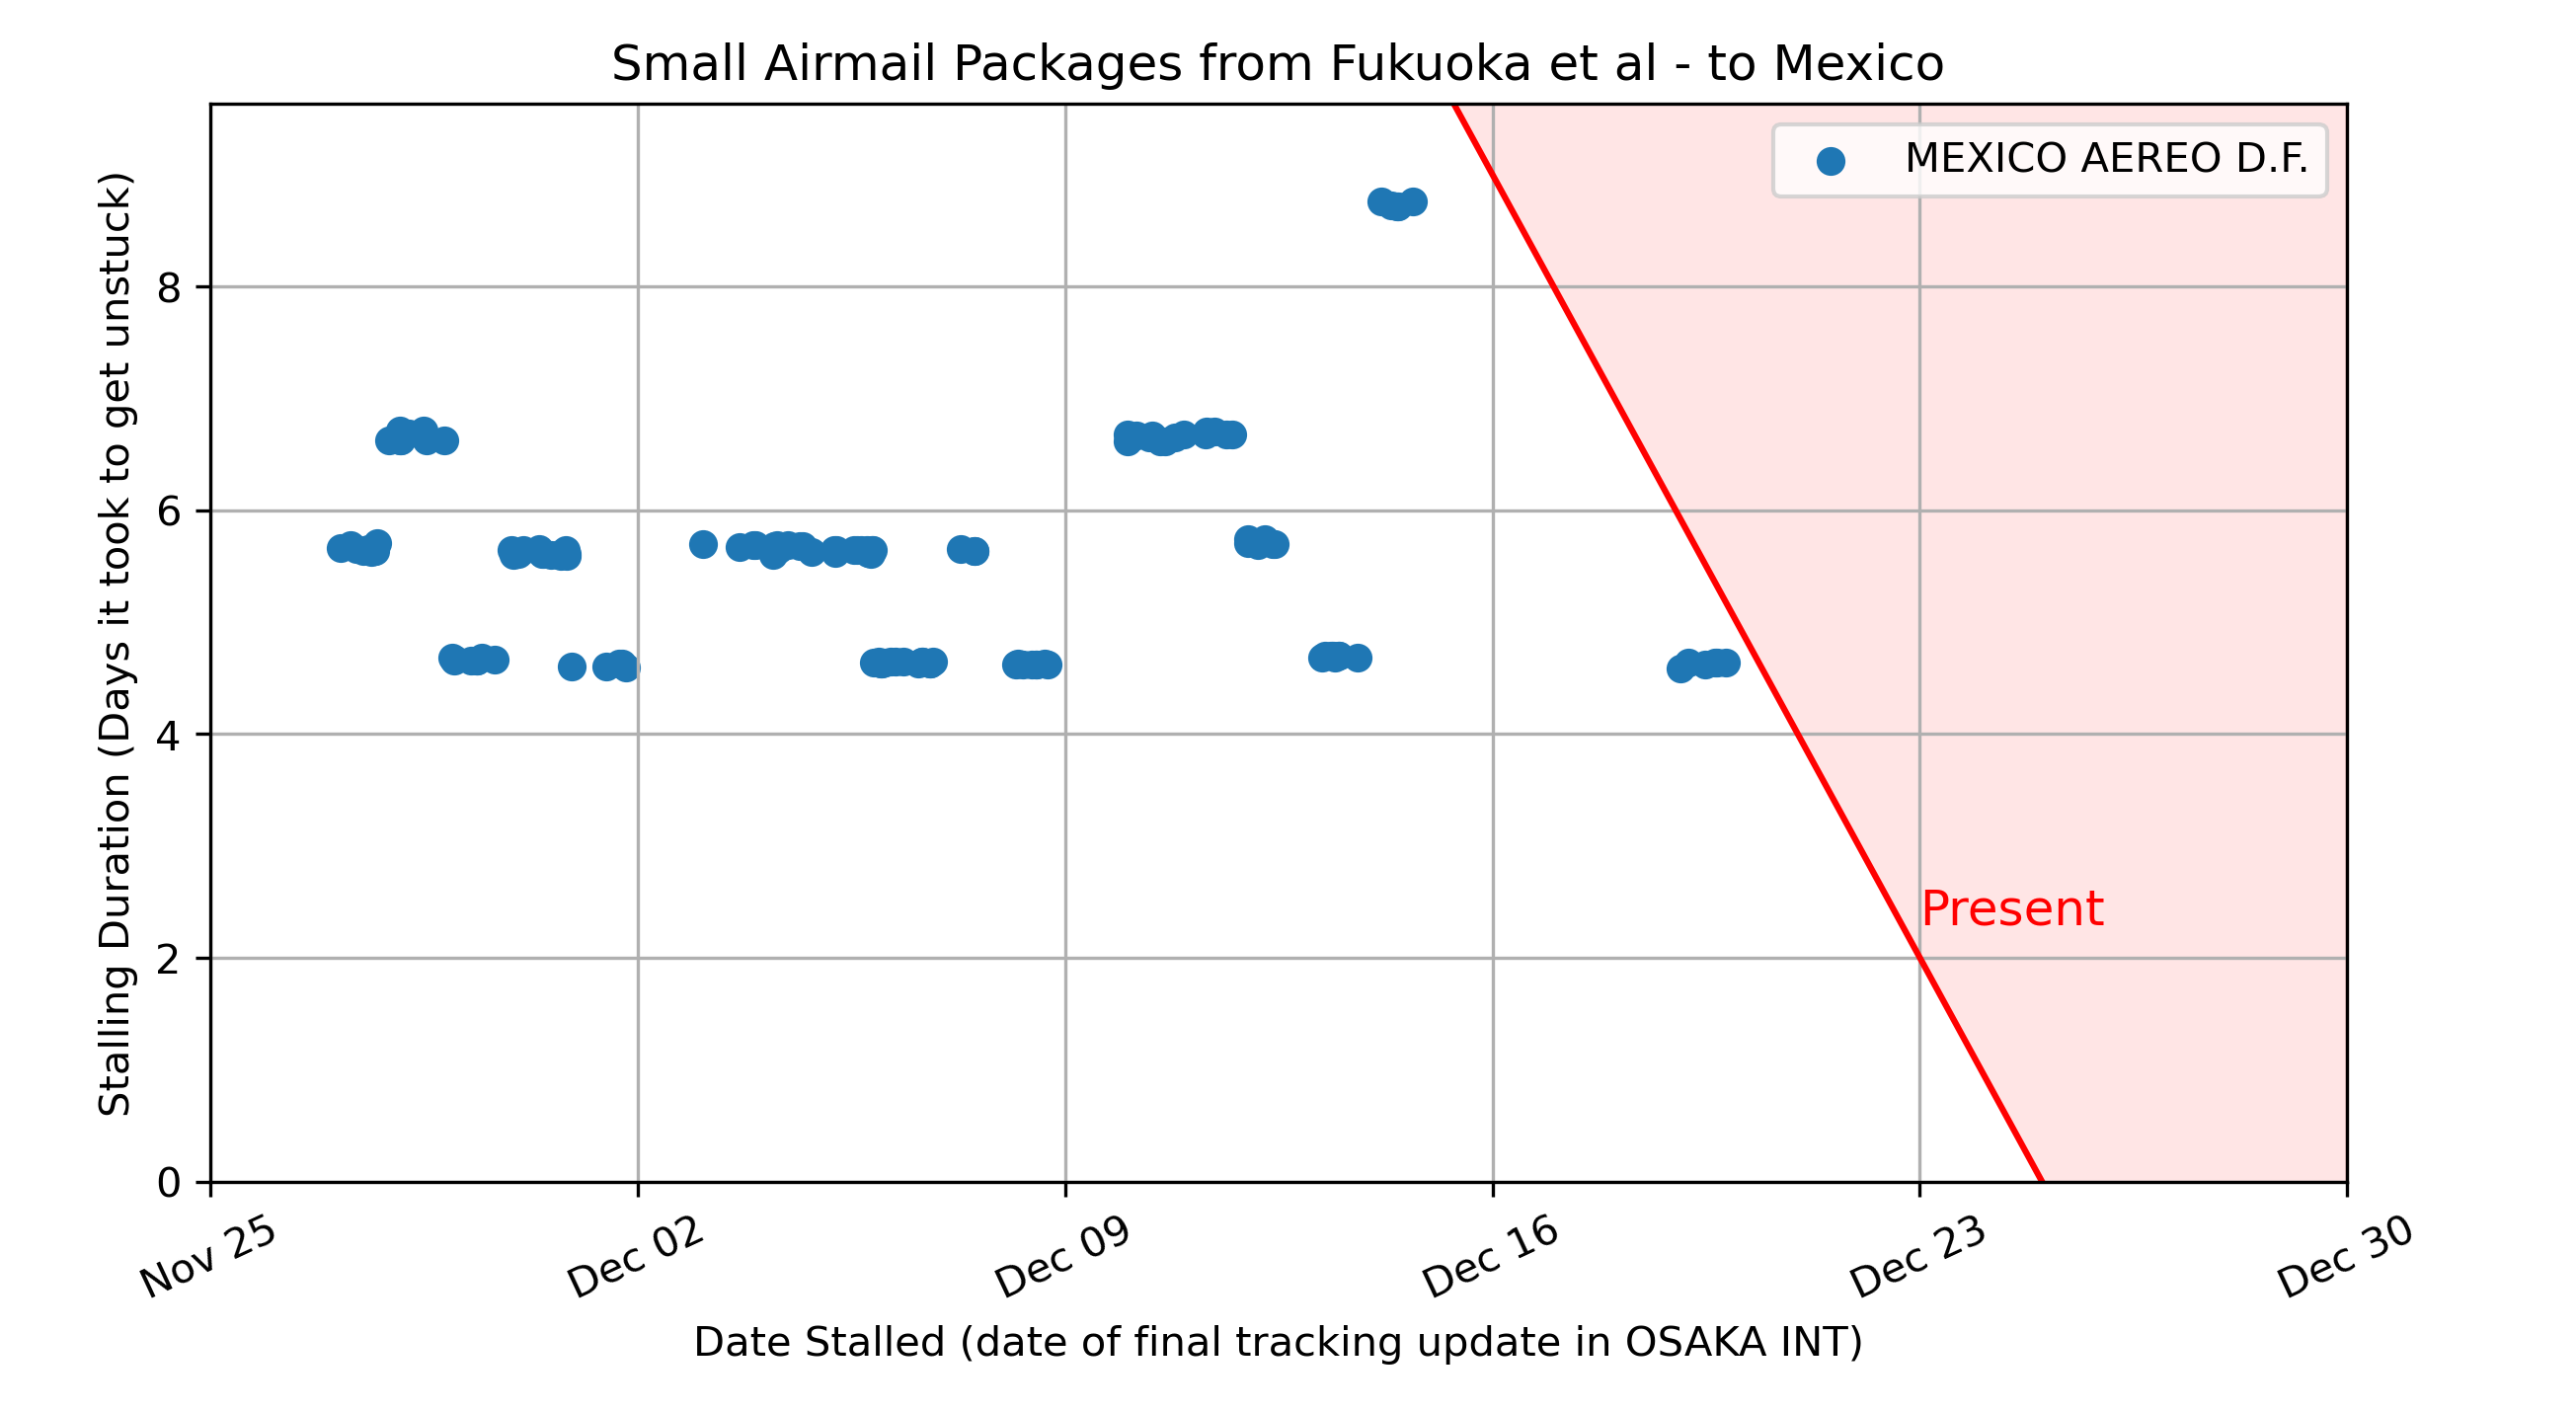 Small Airmail Packages from Fukuoka et al - to Mexico
MEXICO AEREO D.F.
Stalling Duration (Days it took to get unstuck)
8
6
4
2
0
Present
Nov 25
Dec 02
Dec 09
Dec 16
Dec 23
Dec 30
Date Stalled (date of final tracking update in OSAKA INT)